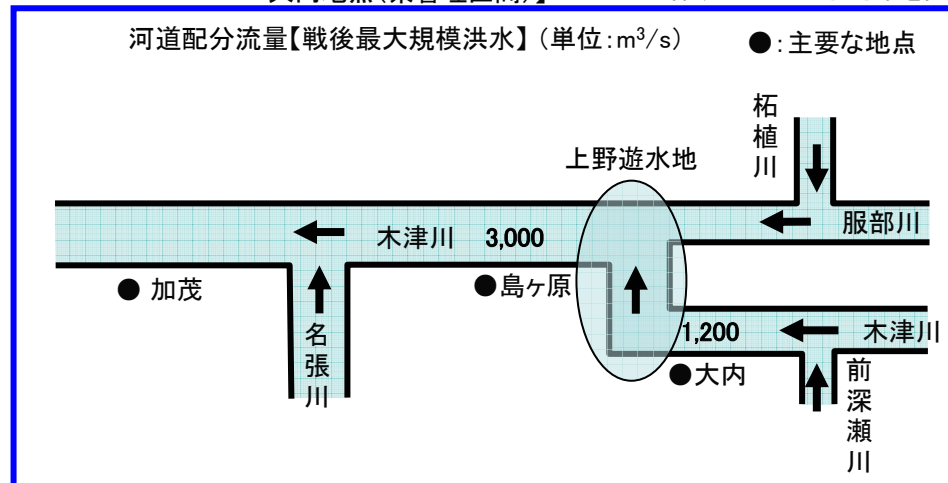 河道配分流量【戦後最大規模洪水】（単位:m³/s）
●:主要な地点
柘植川
上野遊水地
服部川
木津川 3,000
●加茂
●島ヶ原
名張川
1,200
木津川
●大内
前深瀬川